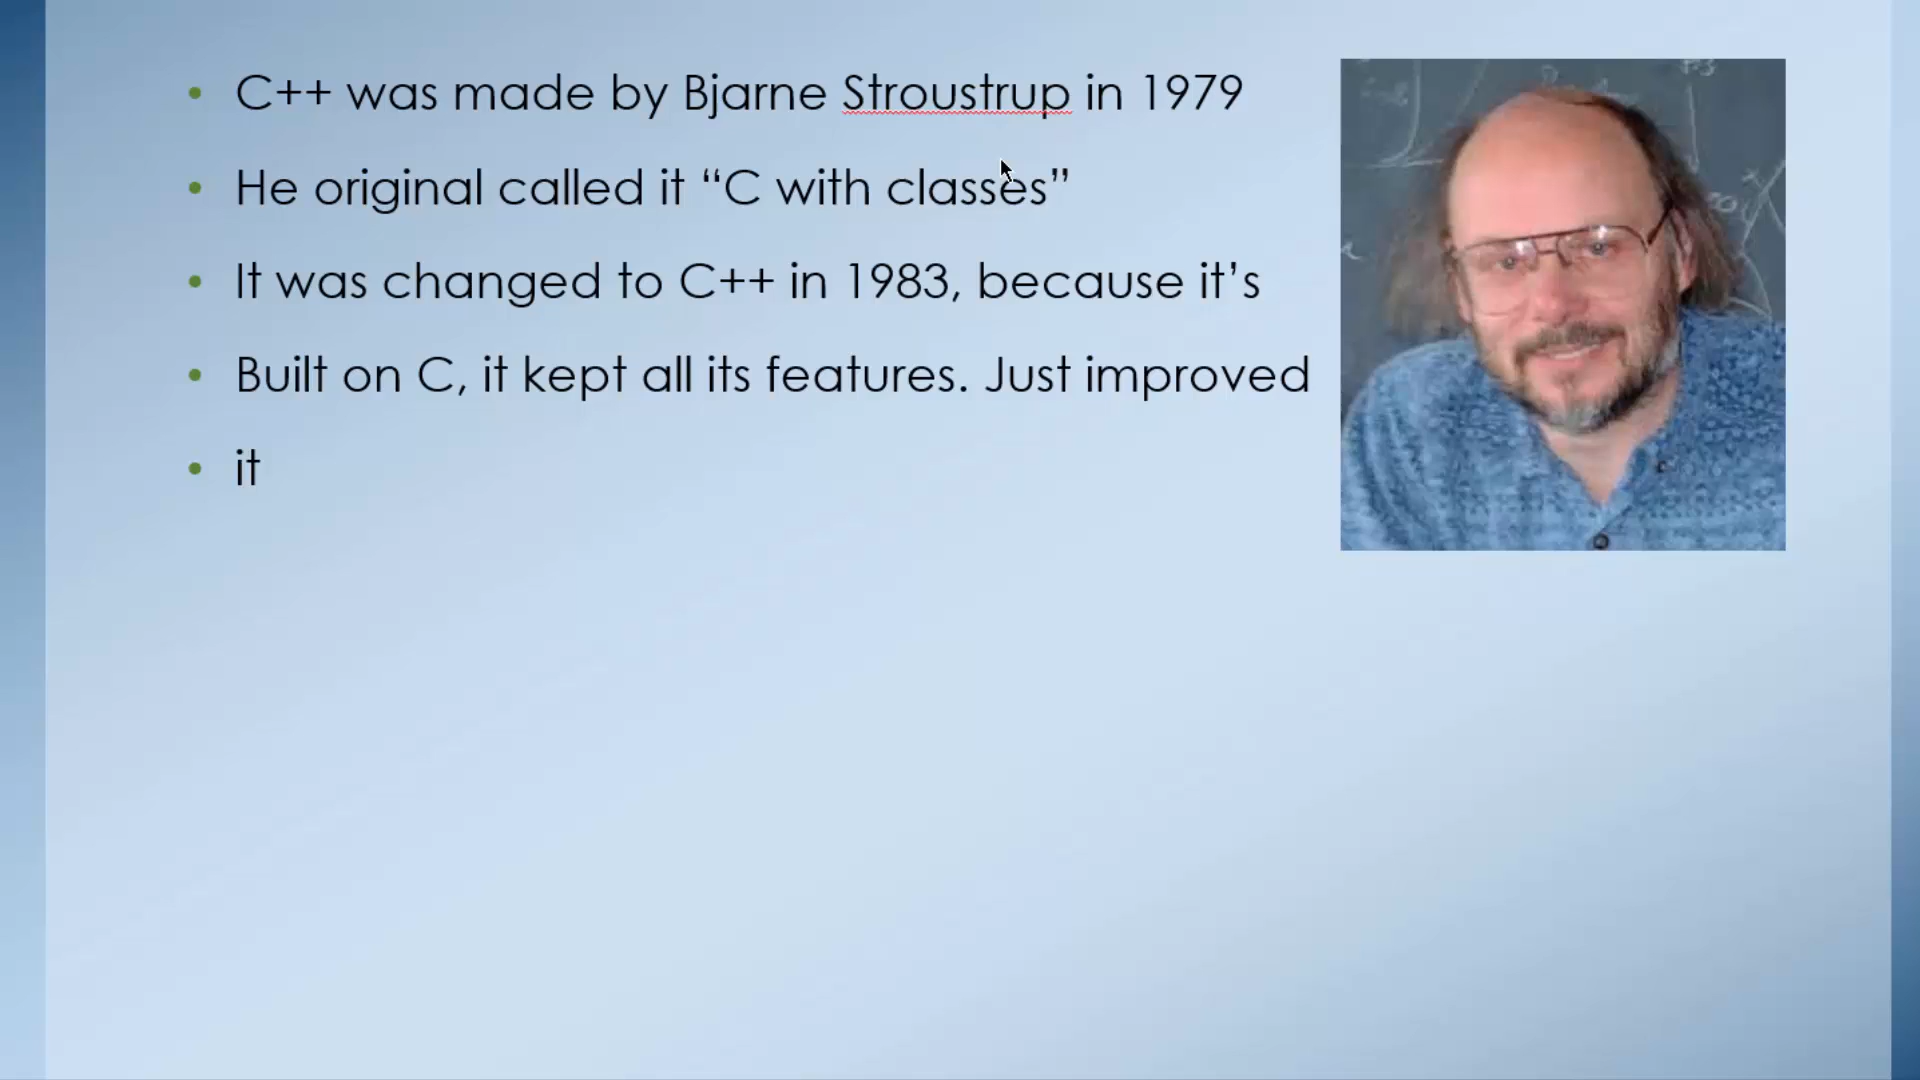 • C++ was made by Bjarne Stroustrup in 1979
• He original called it “C with classes”
• It was changed to C++ in 1983, because it’s
• Built on C, it kept all its features. Just improved
• it